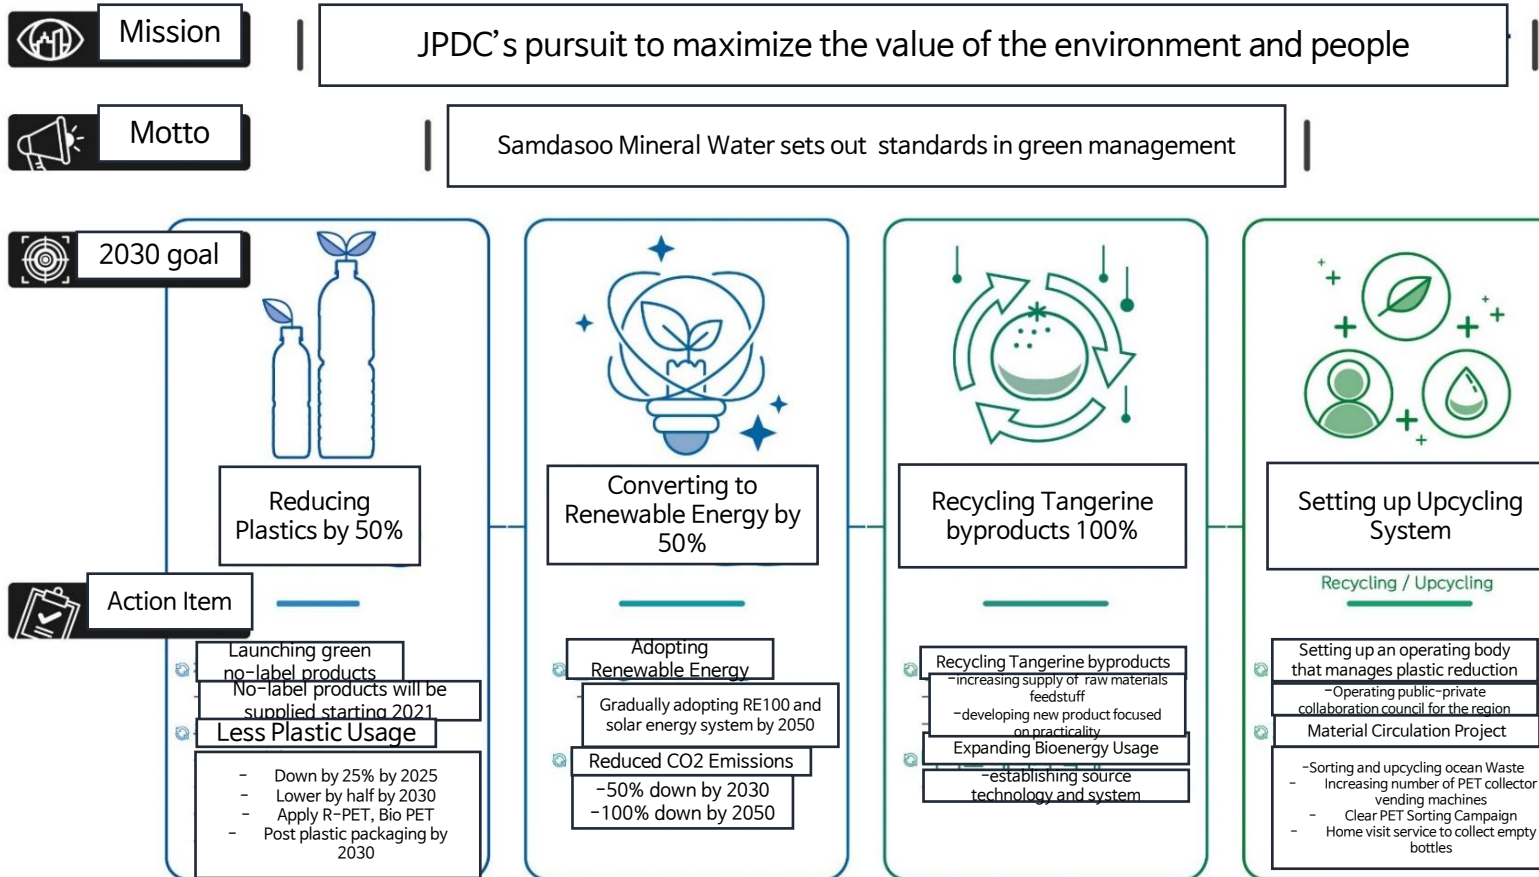 Mission
JPDC's pursuit to maximize the value of the environment and people
Motto
Samdasoo Mineral Water sets out standards in green management
2030 goal
Reducing
Plastics by 50%
Converting to
Renewable Energy by
50%
Recycling Tangerine
byproducts 100%
Setting up Upcycling
System
Recycling / Upcycling
Action Item
Launching green
no-label products
No-label products will be
supplied starting 2021
Less Plastic Usage
- Down by 25% by 2025
- Lower by half by 2030
- Apply R-PET, Bio PET
- Post plastic packaging by
2030
Adopting
Renewable Energy
Gradually adopting RE100 and
solar energy system by 2050
Reduced CO2 Emissions
-50% down by 2030
-100% down by 2050
Recycling Tangerine byproducts
-increasing supply of raw materials
feedstuff
-developing new product focused
on practicality
Expanding Bioenergy Usage
-establishing source
technology and system
Setting up an operating body
that manages plastic reduction
-Operating public-private
collaboration council for the region
Material Circulation Project
-Sorting and upcycling ocean Waste
- Increasing number of PET collector
vending machines
- Clear PET Sorting Campaign
- Home visit service to collect empty
bottles